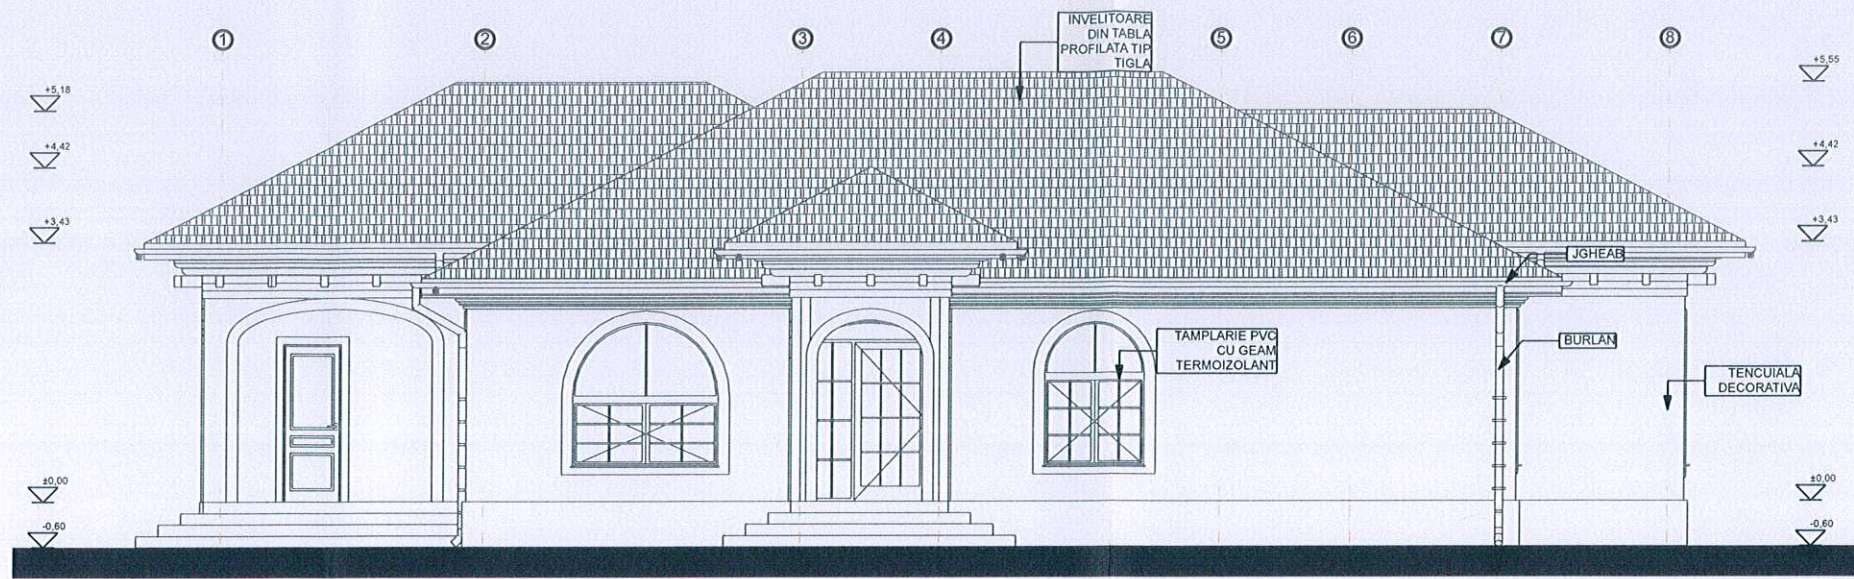 1
2
3
4
5
6
7
8
INVELITOARE
DIN TABLA
PROFILATA TIP
TIGLA
+5,18
+5,55
+4,42
+4,42
+3,43
+3,43
JGHEAB
TAMPLARIE PVC
CU GEAM
TERMOIZOLANT
BURLAN
TENCUIALA
DECORATIVA
±0,00
±0,00
-0,60
-0,60